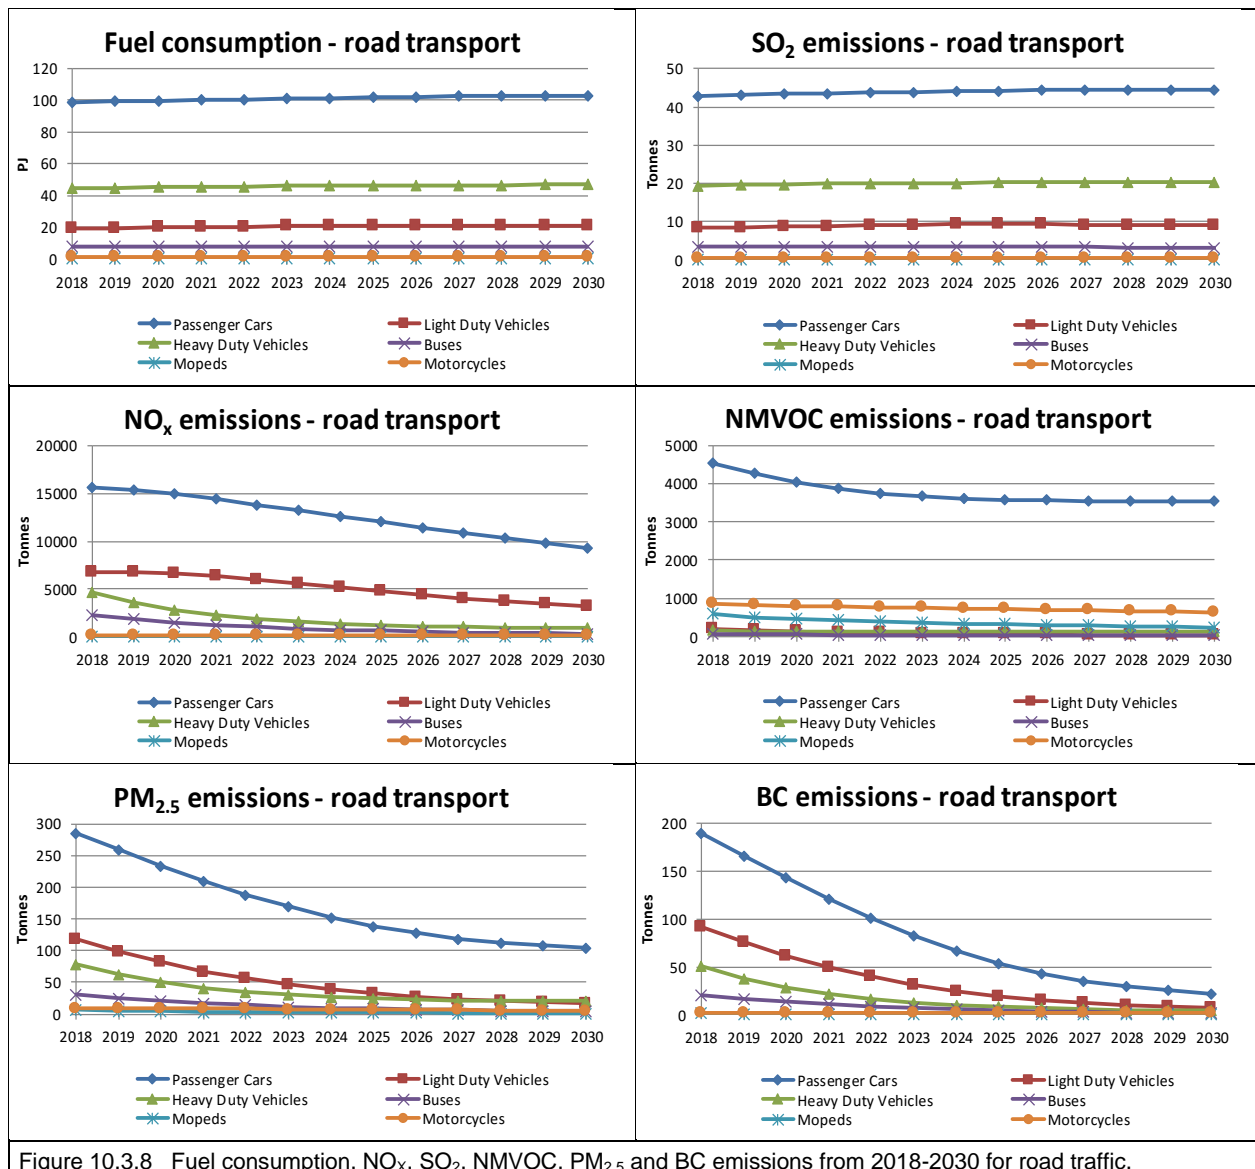 Fuel consumption - road transport
120
100
80
60
40
20
0
PJ
2018 2019 2020 2021 2022 2023 2024 2025 2026 2027 2028 2029 2030
Passenger Cars Light Duty Vehicles
Heavy Duty Vehicles Buses
Mopeds Motorcycles
SO₂ emissions - road transport
50
40
30
20
10
0
Tonnes
2018 2019 2020 2021 2022 2023 2024 2025 2026 2027 2028 2029 2030
Passenger Cars Light Duty Vehicles
Heavy Duty Vehicles Buses
Mopeds Motorcycles
NOₓ emissions - road transport
20000
15000
10000
5000
0
Tonnes
2018 2019 2020 2021 2022 2023 2024 2025 2026 2027 2028 2029 2030
Passenger Cars Light Duty Vehicles
Heavy Duty Vehicles Buses
Mopeds Motorcycles
NMVOC emissions - road transport
5000
4000
3000
2000
1000
0
Tonnes
2018 2019 2020 2021 2022 2023 2024 2025 2026 2027 2028 2029 2030
Passenger Cars Light Duty Vehicles
Heavy Duty Vehicles Buses
Mopeds Motorcycles
PM₂.₅ emissions - road transport
300
250
200
150
100
50
0
Tonnes
2018 2019 2020 2021 2022 2023 2024 2025 2026 2027 2028 2029 2030
Passenger Cars Light Duty Vehicles
Heavy Duty Vehicles Buses
Mopeds Motorcycles
BC emissions - road transport
200
150
100
50
0
Tonnes
2018 2019 2020 2021 2022 2023 2024 2025 2026 2027 2028 2029 2030
Passenger Cars Light Duty Vehicles
Heavy Duty Vehicles Buses
Mopeds Motorcycles
Figure 10.3.8 Fuel consumption, NOₓ, SO₂, NMVOC, PM₂.₅ and BC emissions from 2018-2030 for road traffic.